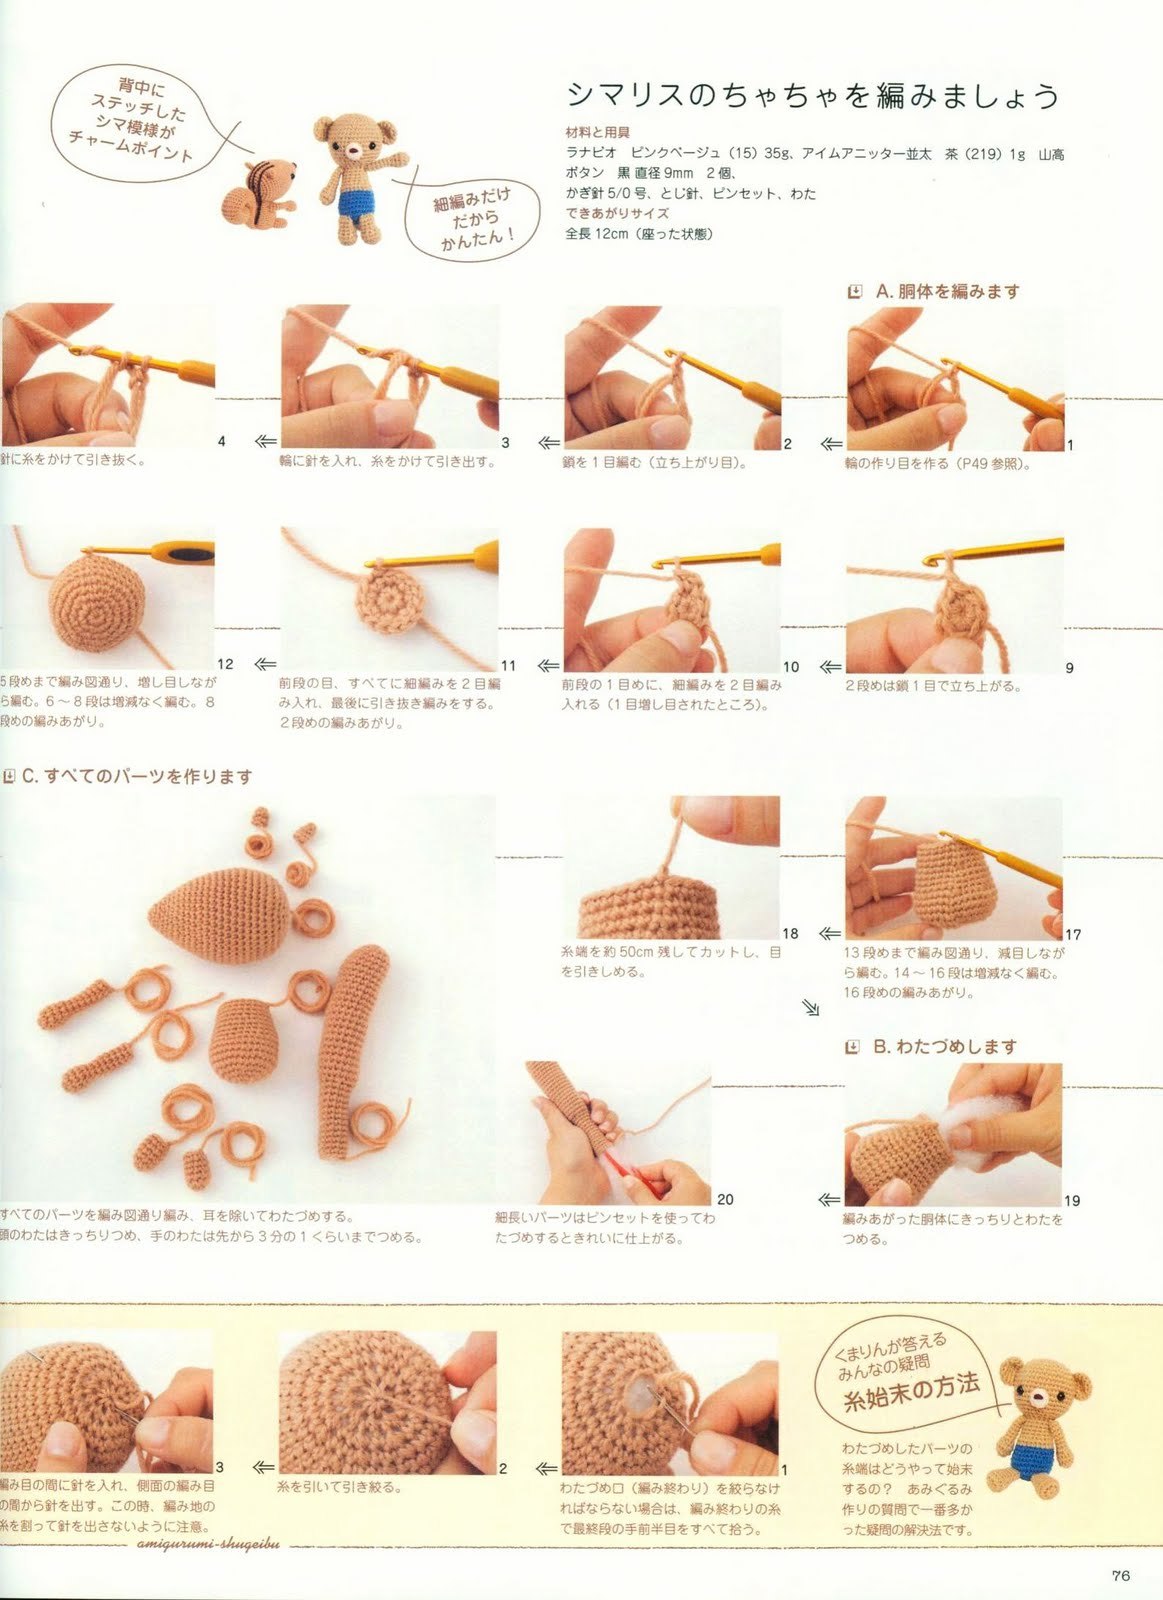 背中に
ステッチした
シマ模様が
チャームポイント
細編みだけ
だから
かんたん！
シマリスのちゃちゃを編みましょう
材料と用具
ラナビオ　ピンクベージュ（15）35g、アイムアニッター並太　茶（219）1g　山高
ボタン　黒 直径9mm　2個、
かぎ針5/0号、とじ針、ピンセット、わた
できあがりサイズ
全長12cm（座った状態）
A. 胴体を編みます
1
輪の作り目を作る（P49参照）。
2
鎖を1目編む（立ち上がり目）。
3
輪に針を入れ、糸をかけて引き出す。
4
針に糸をかけて引き抜く。
9
2段めは鎖1目で立ち上がる。
10
前段の1目めに、細編みを2目編み
入れる（1目増し目されたところ）。
11
前段の目、すべてに細編みを2目編
み入れ、最後に引き抜き編みをする。
2段めの編みあがり。
12
5段めまで編み図通り、増し目しなが
ら編む。6～8段は増減なく編む。8
段めの編みあがり。
17
13段めまで編み図通り、減目しなが
ら編む。14～16段は増減なく編む。
16段めの編みあがり。
18
糸端を約50cm残してカットし、目
を引きしめる。
B. わたづめします
19
編みあがった胴体にきっちりとわたを
つめる。
20
細長いパーツはピンセットを使ってわ
たづめするときれいに仕上がる。
C. すべてのパーツを作ります
すべてのパーツを編み図通り編み、耳を除いてわたづめする。
頭のわたはきっちりつめ、手のわたは先から3分の1くらいまでつめる。
くまりんが答える
みんなの疑問
糸始末の方法
わたづめしたパーツの
糸端はどうやって始末
するの？　あみぐるみ
作りの質問で一番多か
った疑問の解決法です。
1
わたづめ口（編み終わり）を絞らなけ
ればならない場合は、編み終わりの糸
で最終段の手前半目をすべて拾う。
2
糸を引いて引き絞る。
3
編み目の間に針を入れ、側面の編み目
の間から針を出す。この時、編み地の
糸を割って針を出さないように注意。
amigurumi-shugeibu
76